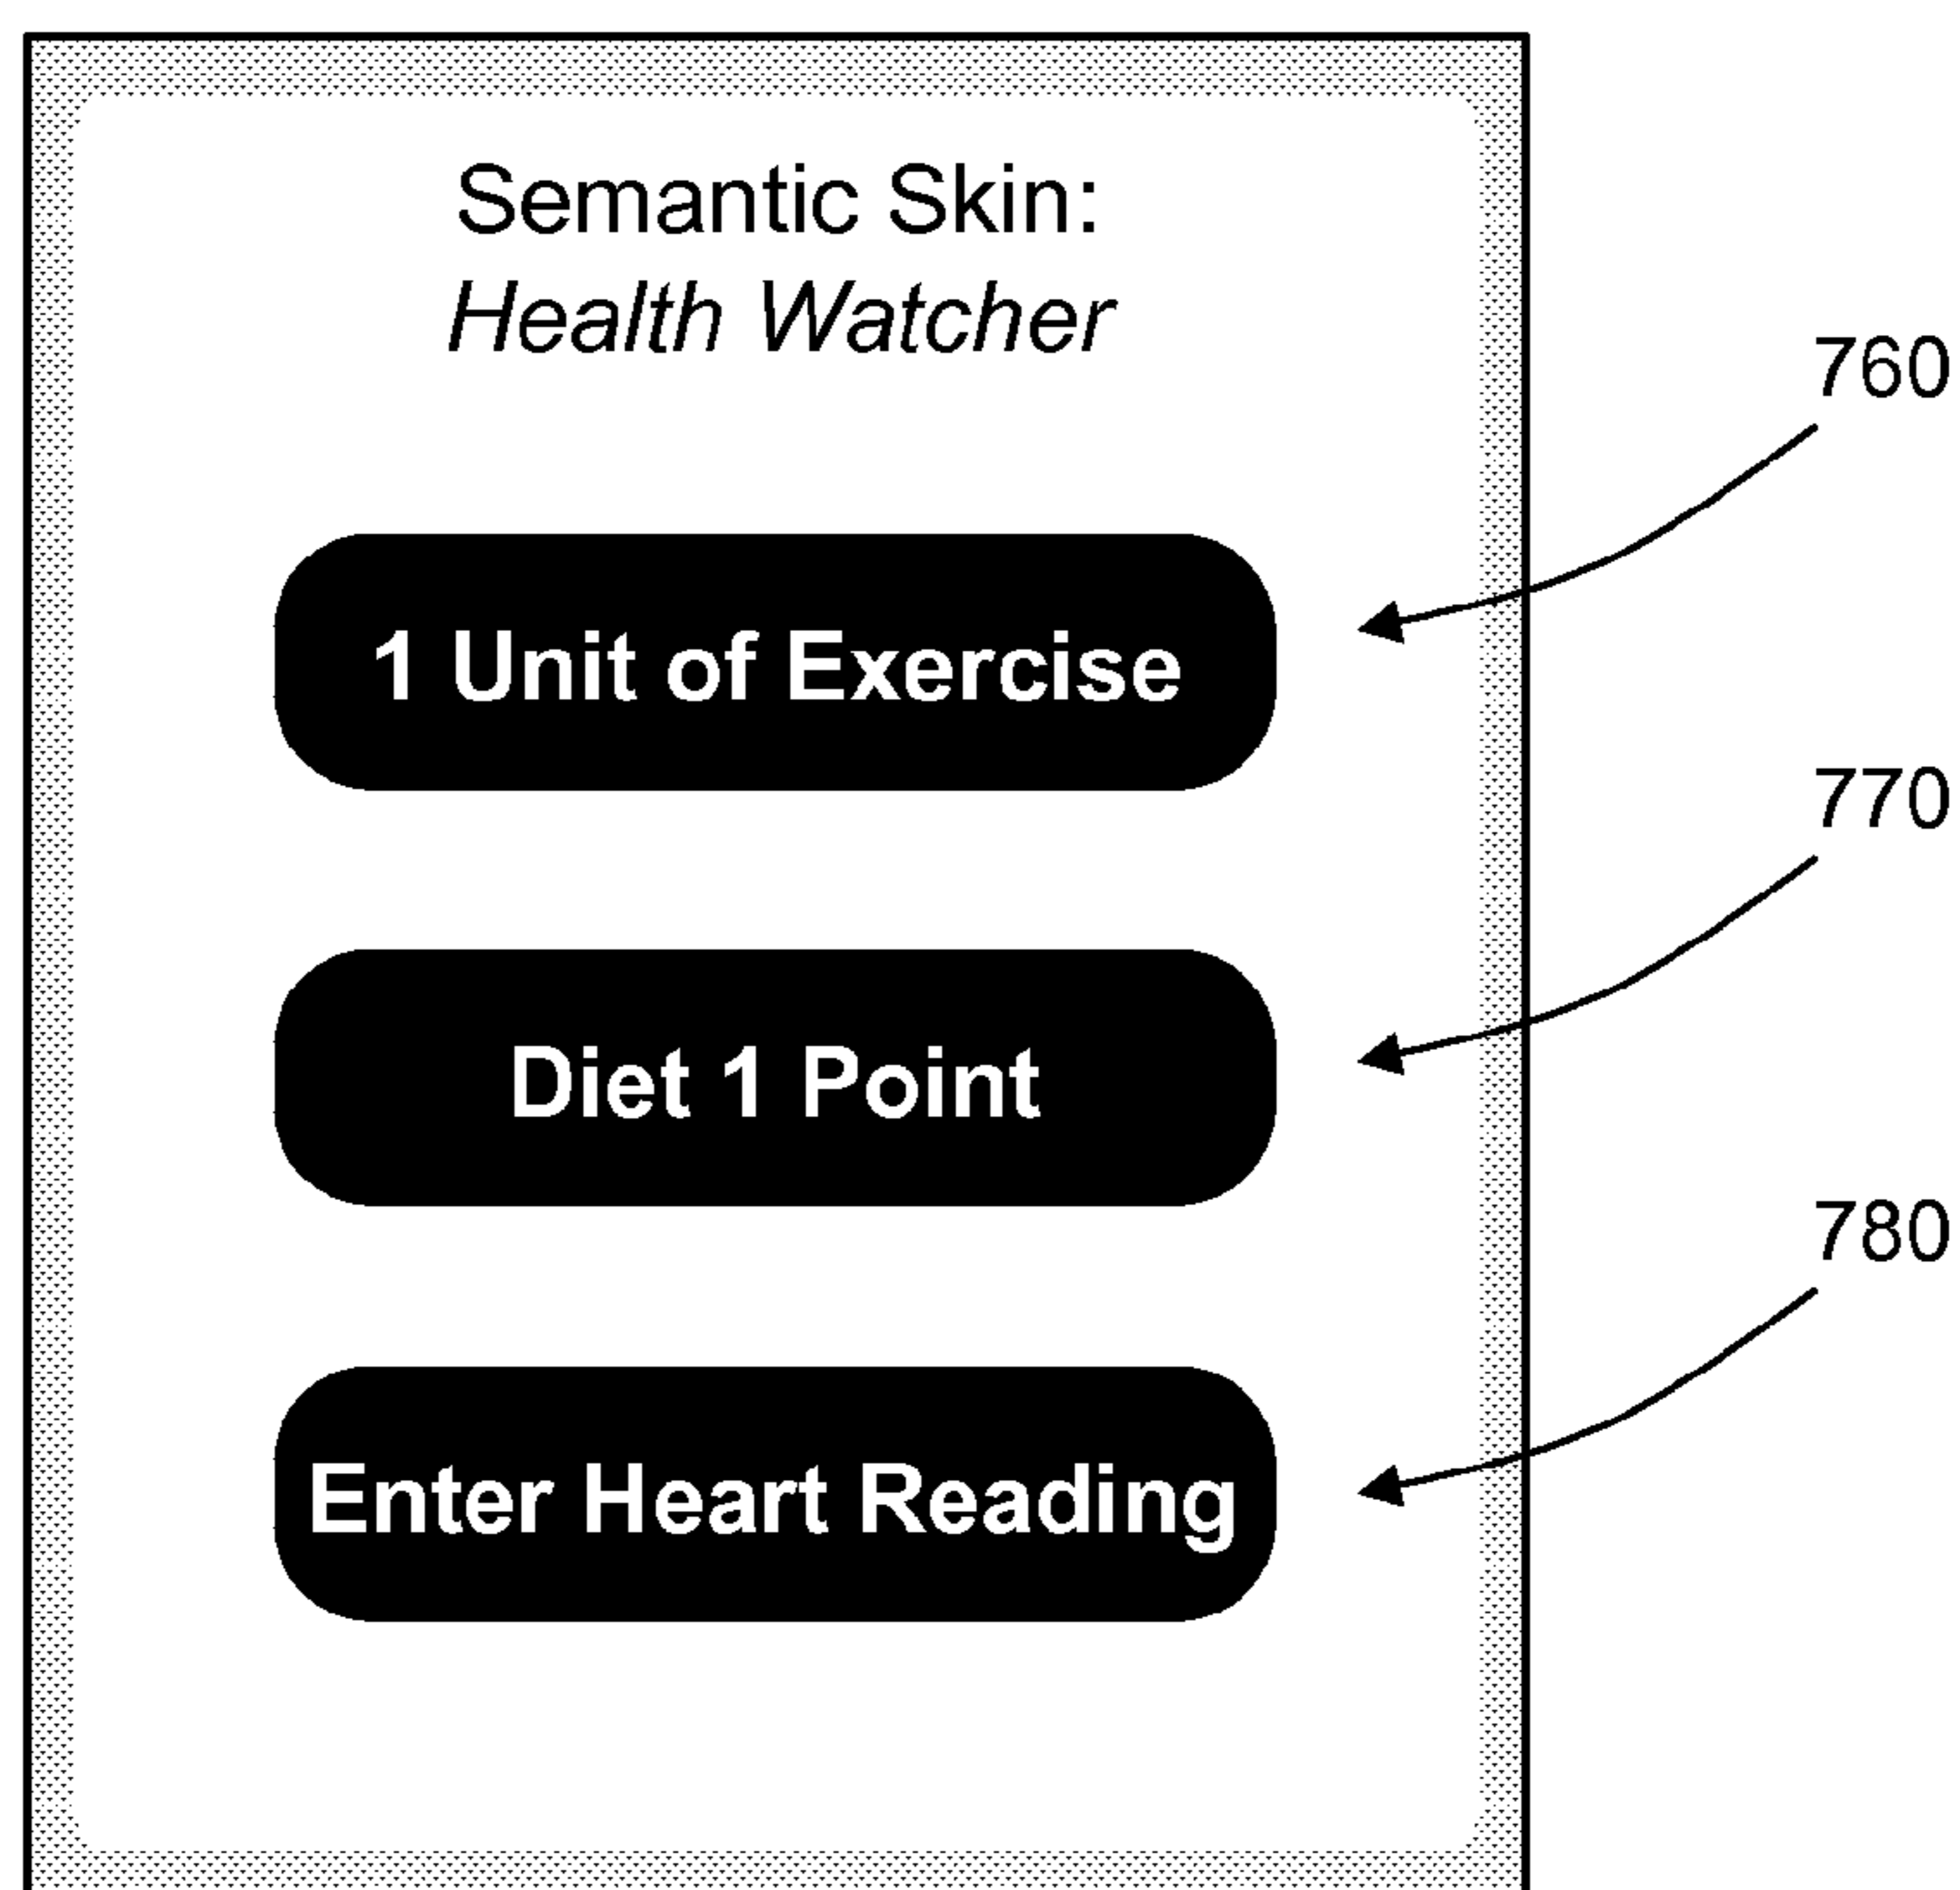 Semantic Skin:
Health Watcher
760
1 Unit of Exercise
770
Diet 1 Point
780
Enter Heart Reading